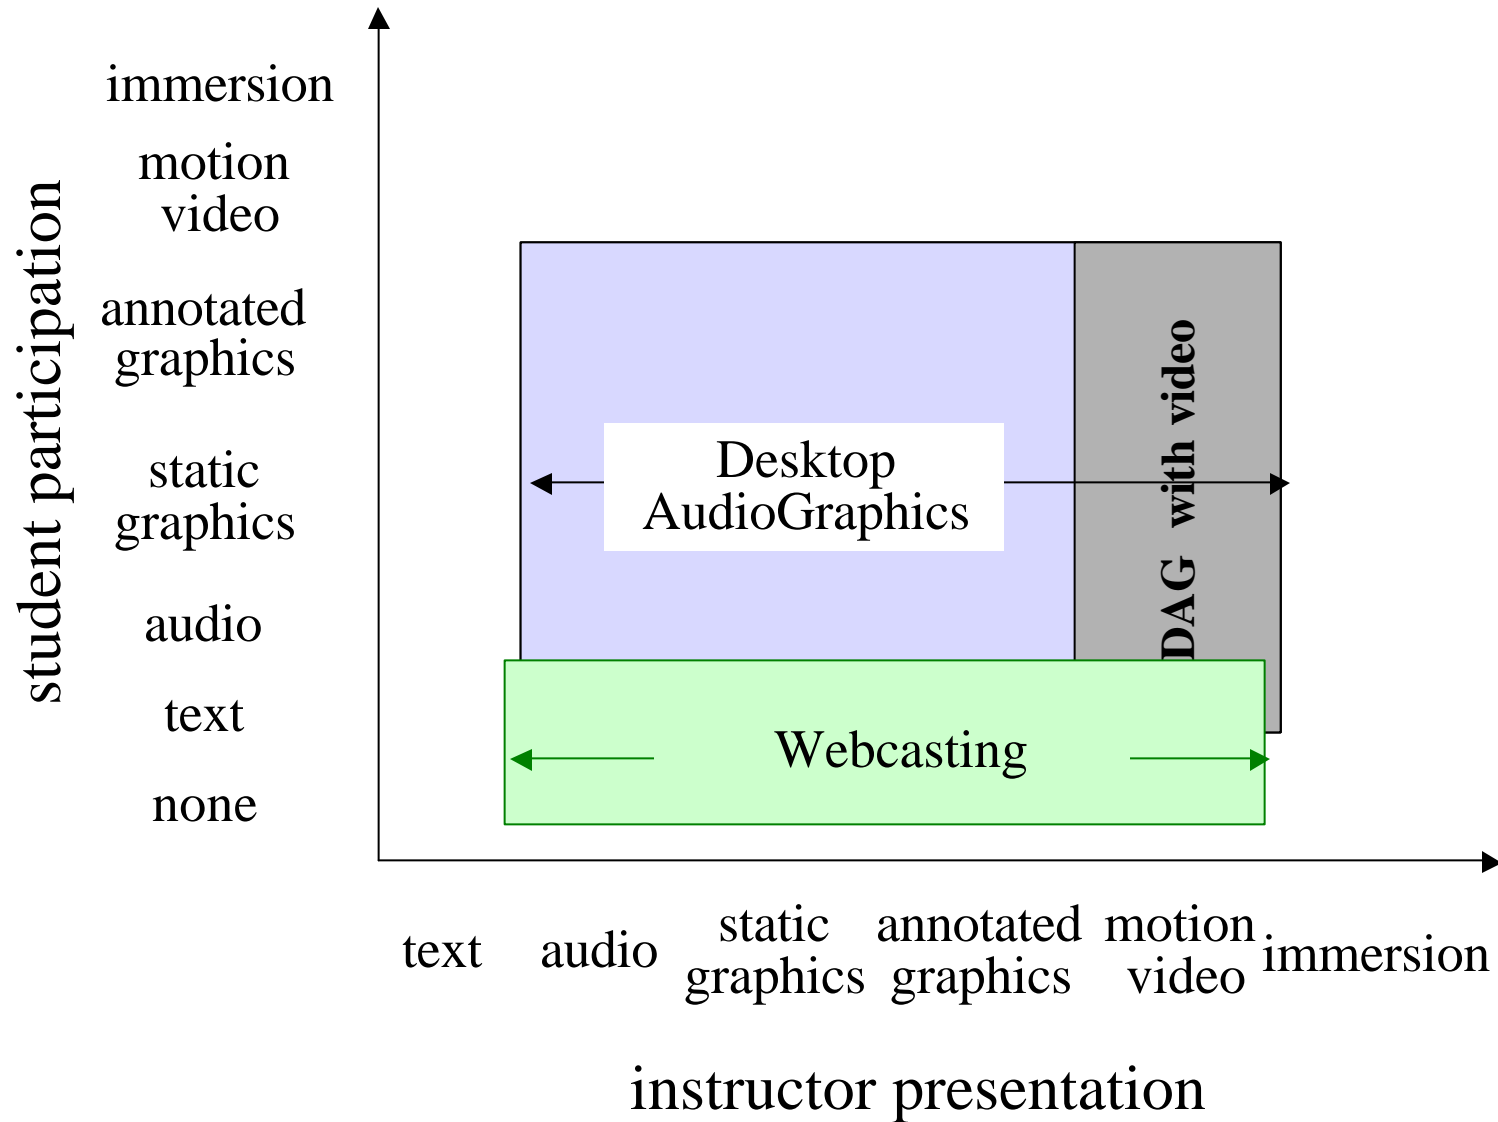 student participation
immersion
motion
video
annotated
graphics
static
graphics
audio
text
none
Desktop
AudioGraphics
DAG with video
Webcasting
text
audio
static
graphics
annotated
graphics
motion
video
immersion
instructor presentation